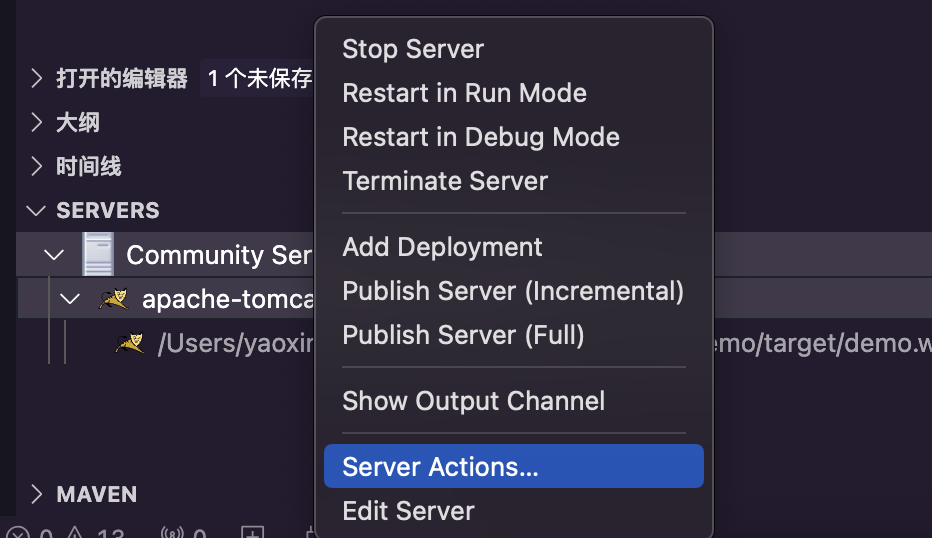 打开的编辑器 1 个未保存
大纲
时间线
SERVERS
Community Ser
apache-tomca
/Users/yaoxin
emo/target/demo.w
MAVEN
0 13 0
Stop Server
Restart in Run Mode
Restart in Debug Mode
Terminate Server
Add Deployment
Publish Server (Incremental)
Publish Server (Full)
Show Output Channel
Server Actions...
Edit Server